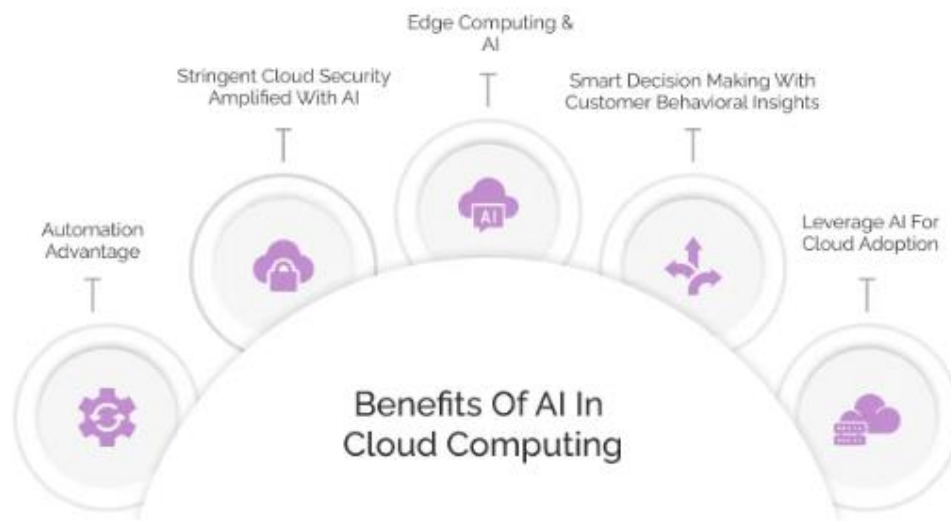 Edge Computing &
AI
Stringent Cloud Security
Amplified With AI
Smart Decision Making With
Customer Behavioral Insights
Automation
Advantage
Leverage AI For
Cloud Adoption
AI
Benefits Of AI In
Cloud Computing